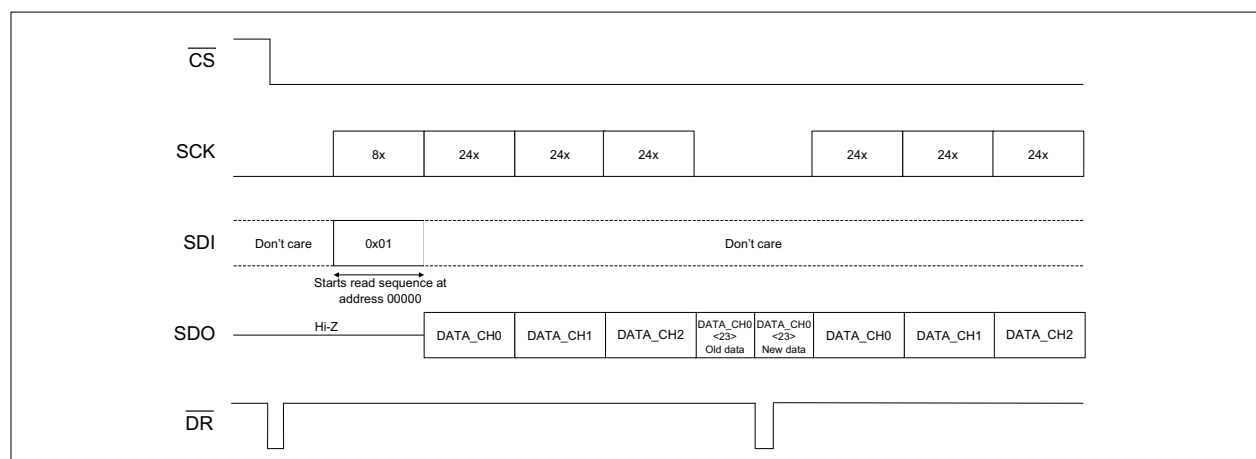 CS
SCK
8x
24x
24x
24x
24x
24x
24x
SDI
Don't care
0x01
Don't care
Starts read sequence at
address 00000
SDO
Hi-Z
DATA_CH0
DATA_CH1
DATA_CH2
DATA_CH0
<23>
Old data
DATA_CH0
<23>
New data
DATA_CH0
DATA_CH1
DATA_CH2
DR